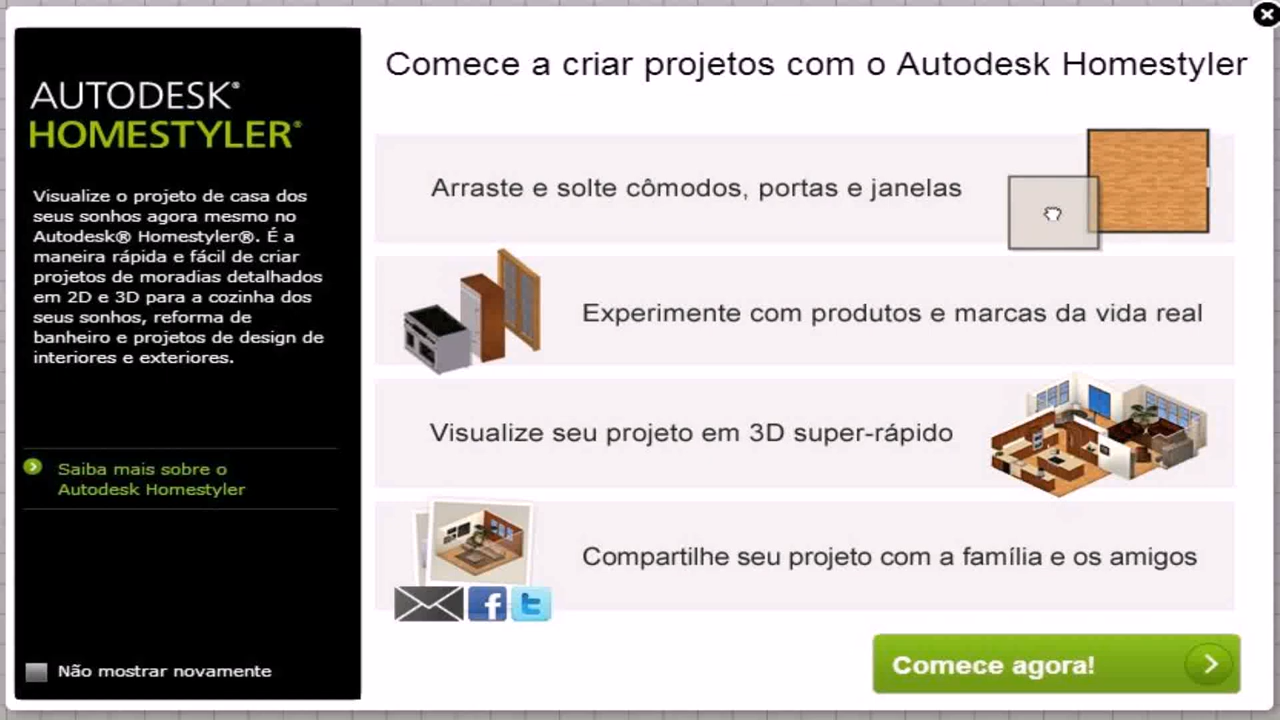 AUTODESK®
HOMESTYLER®
Visualize o projeto de casa dos
seus sonhos agora mesmo no
Autodesk® Homestyler®. É a
maneira rápida e fácil de criar
projetos de moradias detalhados
em 2D e 3D para a cozinha dos
seus sonhos, reforma de
banheiro e projetos de design de
interiores e exteriores.
Saiba mais sobre o
Autodesk Homestyler
Não mostrar novamente
Comece a criar projetos com o Autodesk Homestyler
Arraste e solte cômodos, portas e janelas
Experimente com produtos e marcas da vida real
Visualize seu projeto em 3D super-rápido
Compartilhe seu projeto com a família e os amigos
Comece agora!